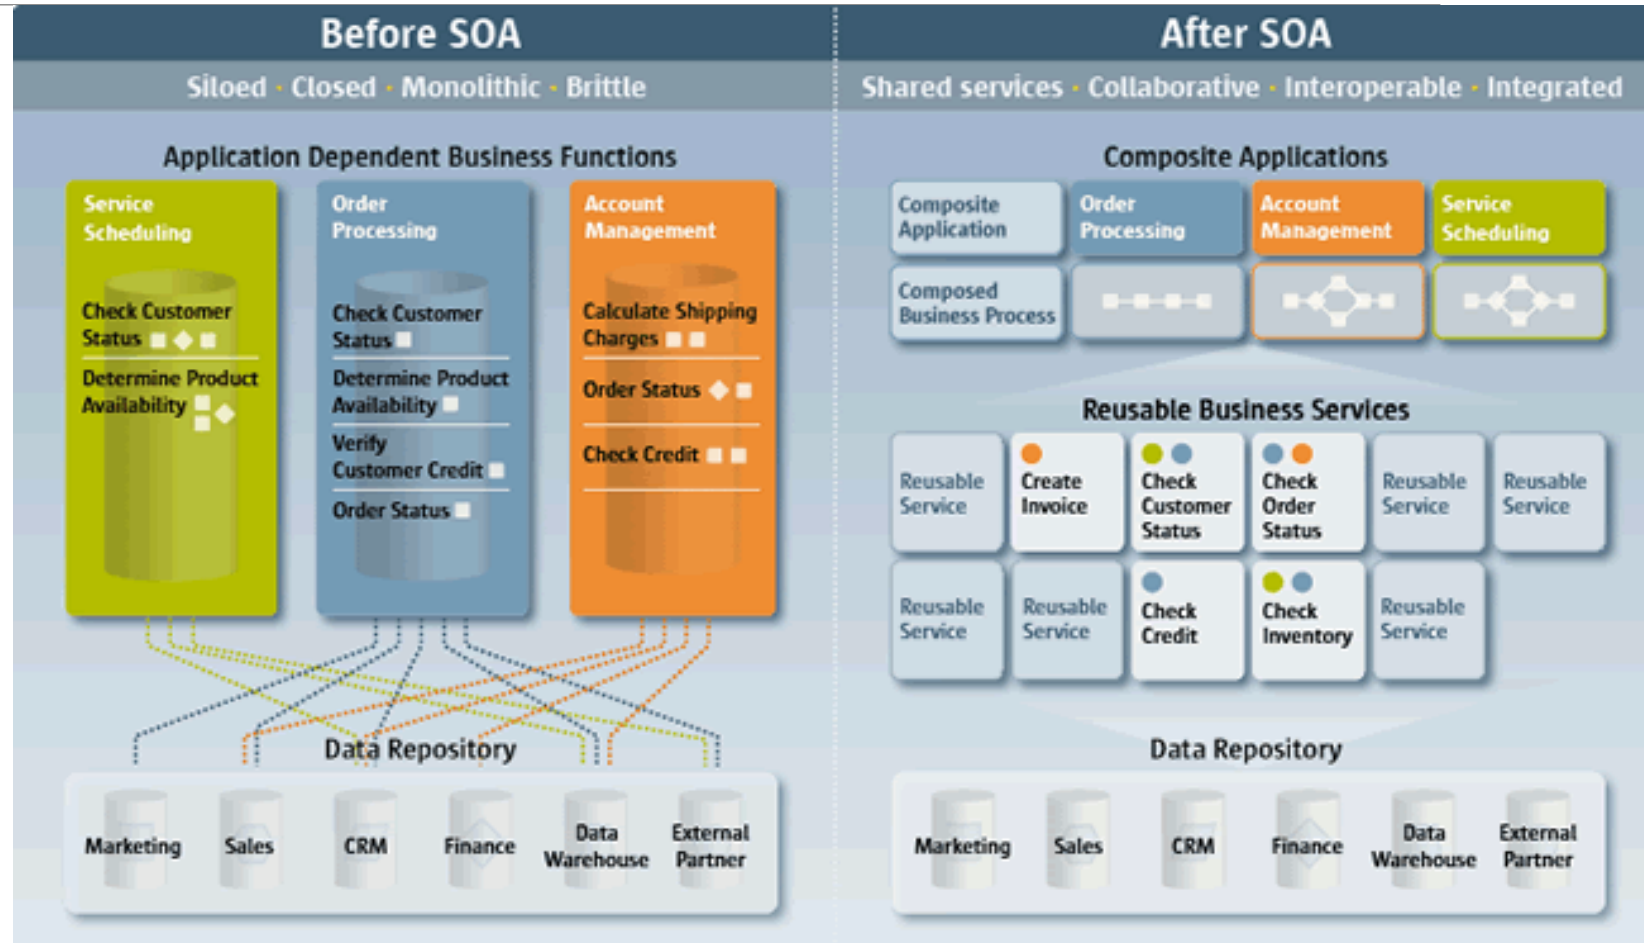 Before SOA
Siloed · Closed · Monolithic · Brittle
Application Dependent Business Functions
Service
Scheduling
Check Customer
Status
Determine Product
Availability
Order
Processing
Check Customer
Status
Determine Product
Availability
Verify
Customer Credit
Order Status
Account
Management
Calculate Shipping
Charges
Order Status
Check Credit
Data Repository
Marketing
Sales
CRM
Finance
Data
Warehouse
External
Partner
After SOA
Shared services · Collaborative · Interoperable · Integrated
Composite Applications
Composite
Application
Order
Processing
Account
Management
Service
Scheduling
Composed
Business Process
Reusable Business Services
Reusable
Service
Create
Invoice
Check
Customer
Status
Check
Order
Status
Reusable
Service
Reusable
Service
Reusable
Service
Reusable
Service
Check
Credit
Check
Inventory
Reusable
Service
Data Repository
Marketing
Sales
CRM
Finance
Data
Warehouse
External
Partner